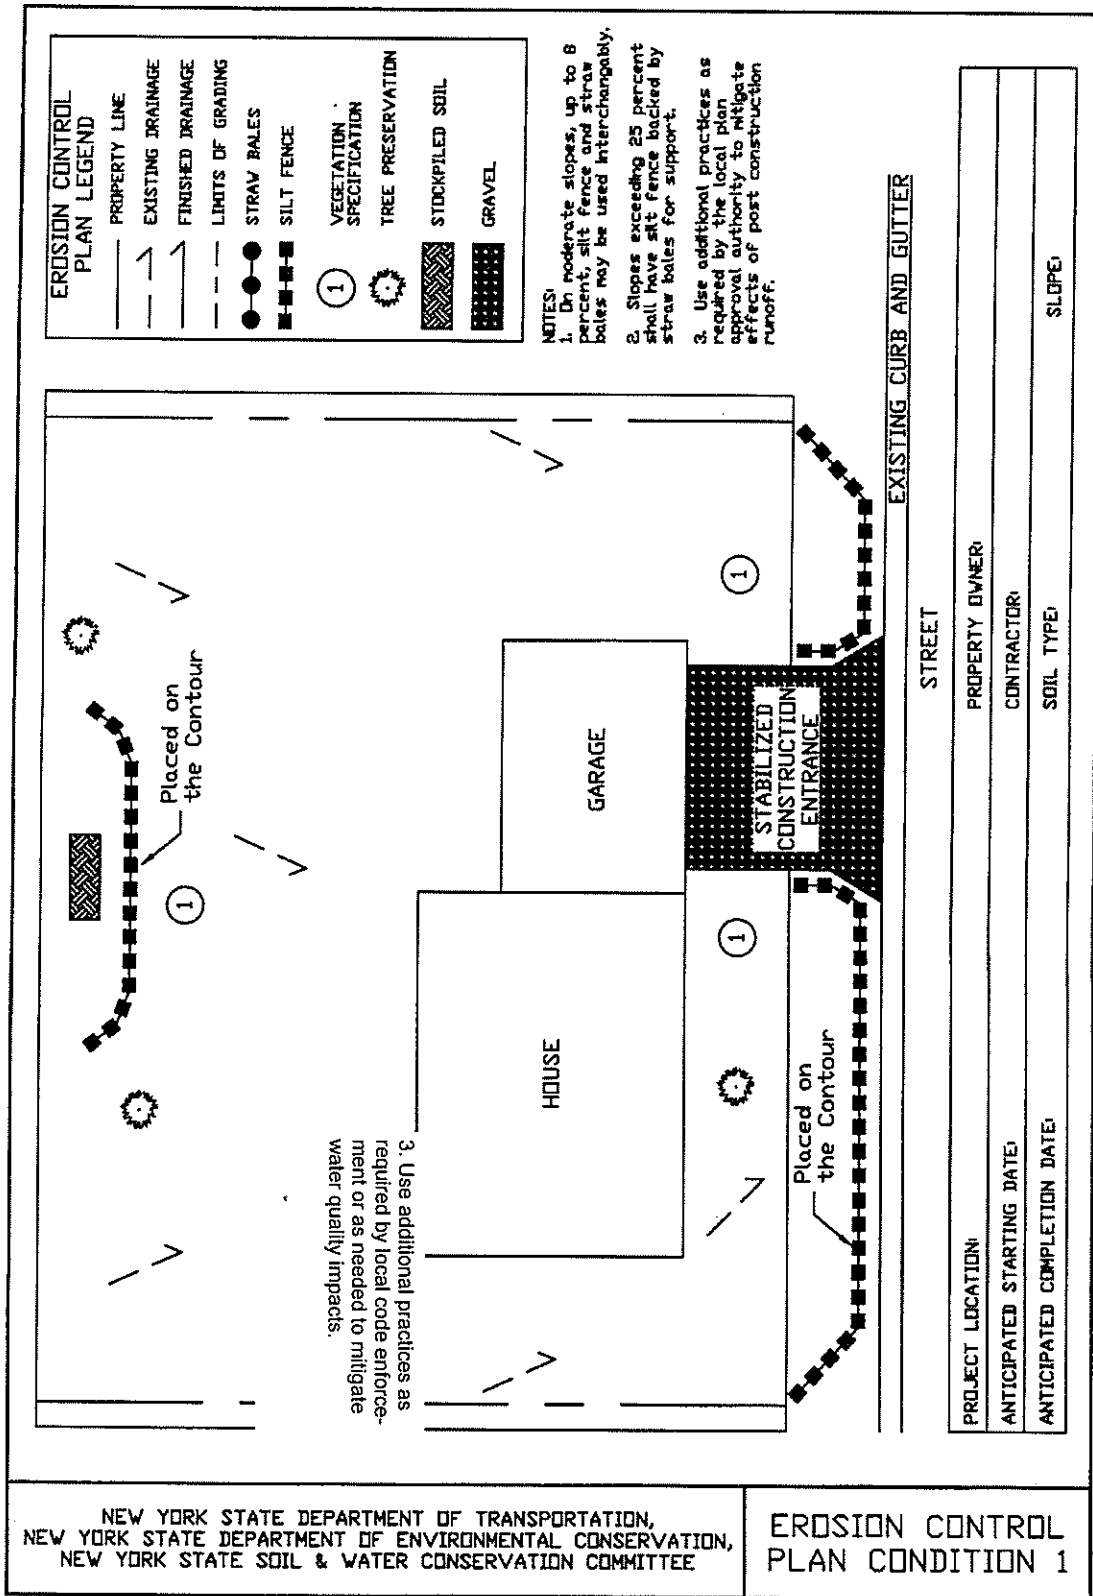 EROSION CONTROL
PLAN LEGEND
PROPERTY LINE
EXISTING DRAINAGE
FINISHED DRAINAGE
LIMITS OF GRADING
STRAW BALES
SILT FENCE
1
VEGETATION
SPECIFICATION
TREE PRESERVATION
STOCKPILED SOIL
GRAVEL
NOTES:
1. On moderate slopes, up to 8
percent, silt fence and straw
bales may be used interchangably.
2. Slopes exceeding 25 percent
shall have silt fence backed by
straw bales for support.
3. Use additional practices as
required by the local plan
approval authority to mitigate
effects of post construction
runoff.
Placed on
the Contour
1
HOUSE
GARAGE
3. Use additional practices as
required by local code enforce-
ment or as needed to mitigate
water quality impacts.
1
1
STABILIZED
CONSTRUCTION
ENTRANCE
Placed on
the Contour
EXISTING CURB AND GUTTER
STREET
PROJECT LOCATION:
PROPERTY OWNER:
ANTICIPATED STARTING DATE:
CONTRACTOR:
ANTICIPATED COMPLETION DATE:
SOIL TYPE:
SLOPE:
NEW YORK STATE DEPARTMENT OF TRANSPORTATION,
NEW YORK STATE DEPARTMENT OF ENVIRONMENTAL CONSERVATION,
NEW YORK STATE SOIL & WATER CONSERVATION COMMITTEE
EROSION CONTROL
PLAN CONDITION 1